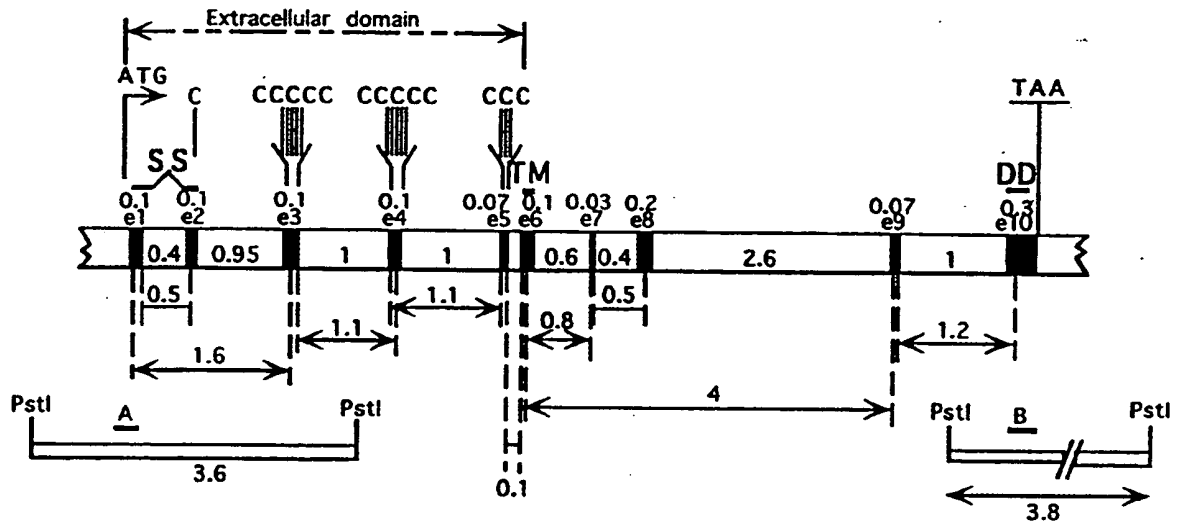 Extracellular domain
ATG C CCCCC CCCCC CCC TAA
SS TM DD
0.1 0.1 0.1 0.1 0.07 0.1 0.03 0.2 0.07 0.3
e1 e2 e3 e4 e5 e6 e7 e8 e9 e10
0.4 0.95 1 1 0.6 0.4 2.6 1
0.5 1.1 0.5
1.1 0.8 1.2
1.6
4
PstI A PstI PstI B PstI
3.6
0.1
3.8